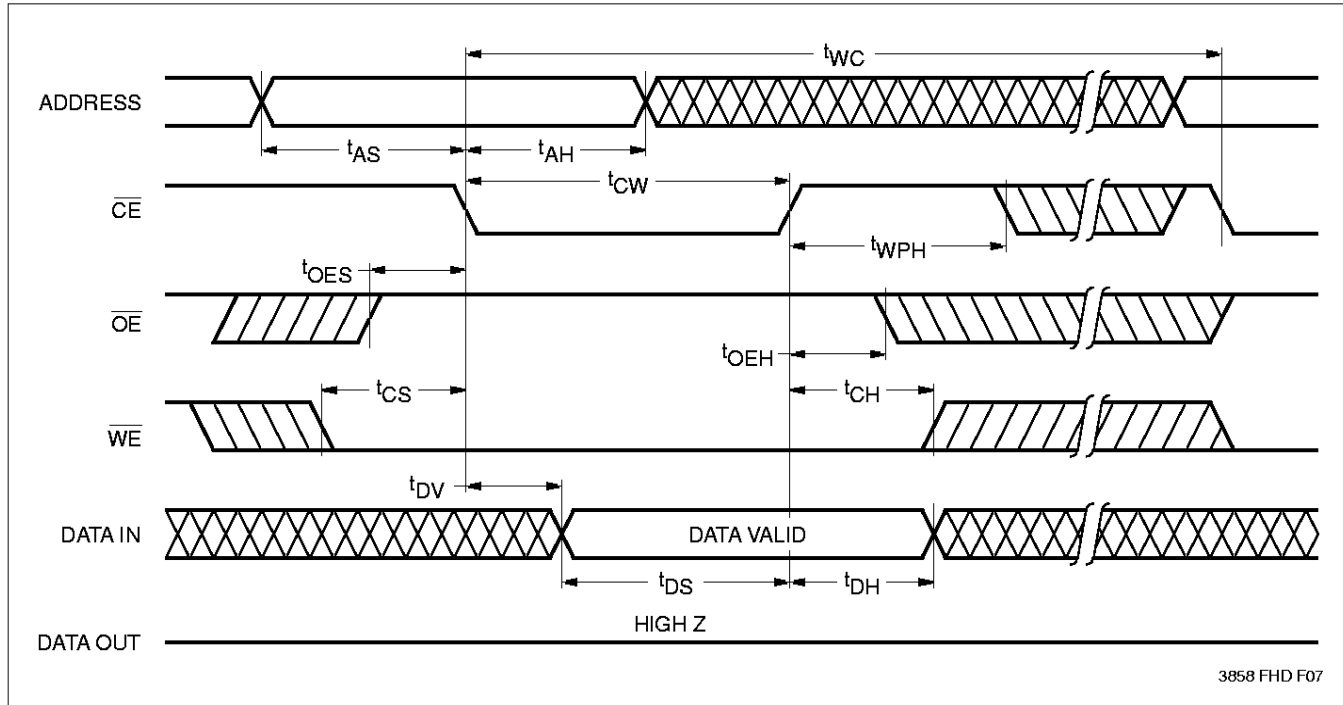 tWC
ADDRESS
tAS
tAH
tCW
CE
tWPH
tOES
OE
tOEH
tCS
tCH
WE
tDV
DATA IN
DATA VALID
tDS
tDH
HIGH Z
DATA OUT
3858 FHD F07